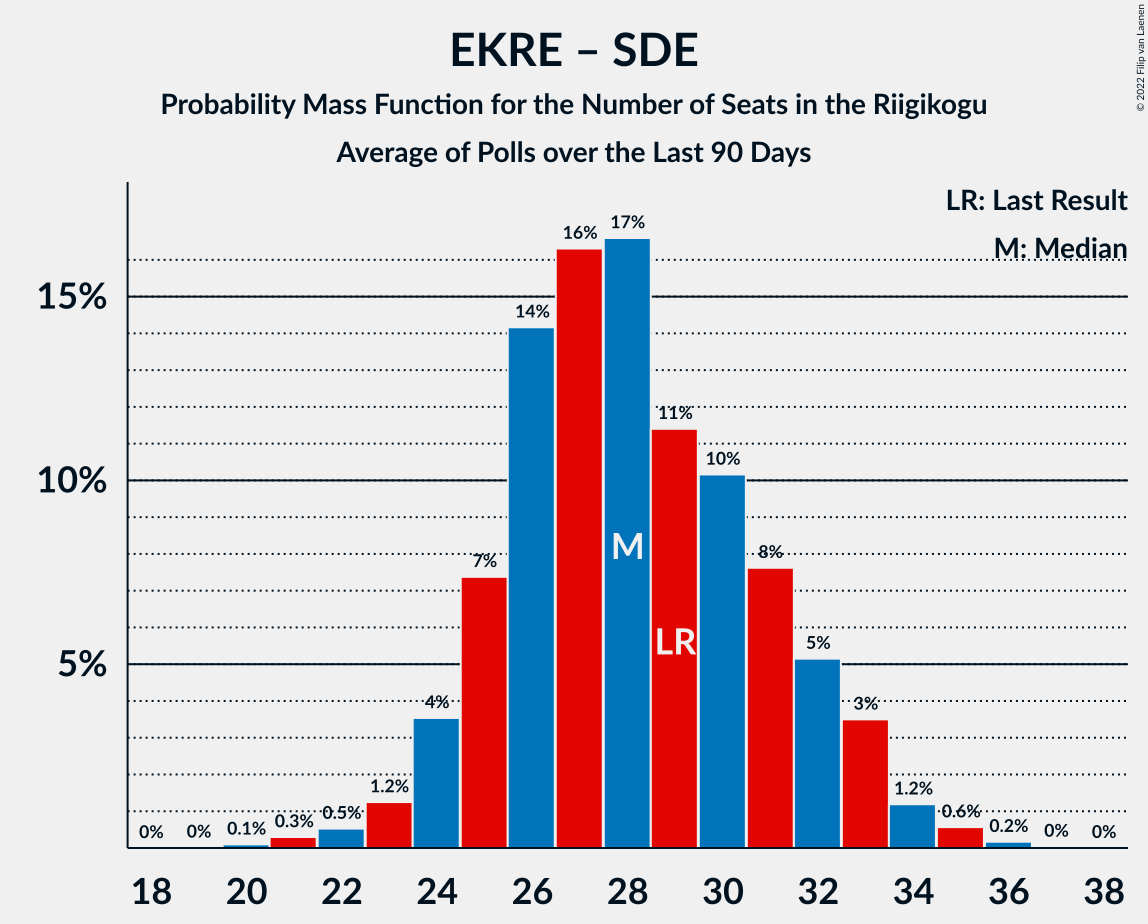 EKRE – SDE
Probability Mass Function for the Number of Seats in the Riigikogu
Average of Polls over the Last 90 Days
© 2022 Filip van Laenen
LR: Last Result
M: Median
15%
10%
5%
0%
0%
0.1%
0.3%
0.5%
1.2%
4%
7%
14%
16%
17%
11%
10%
8%
5%
3%
1.2%
0.6%
0.2%
0%
0%
M
LR
18 20 22 24 26 28 30 32 34 36 38